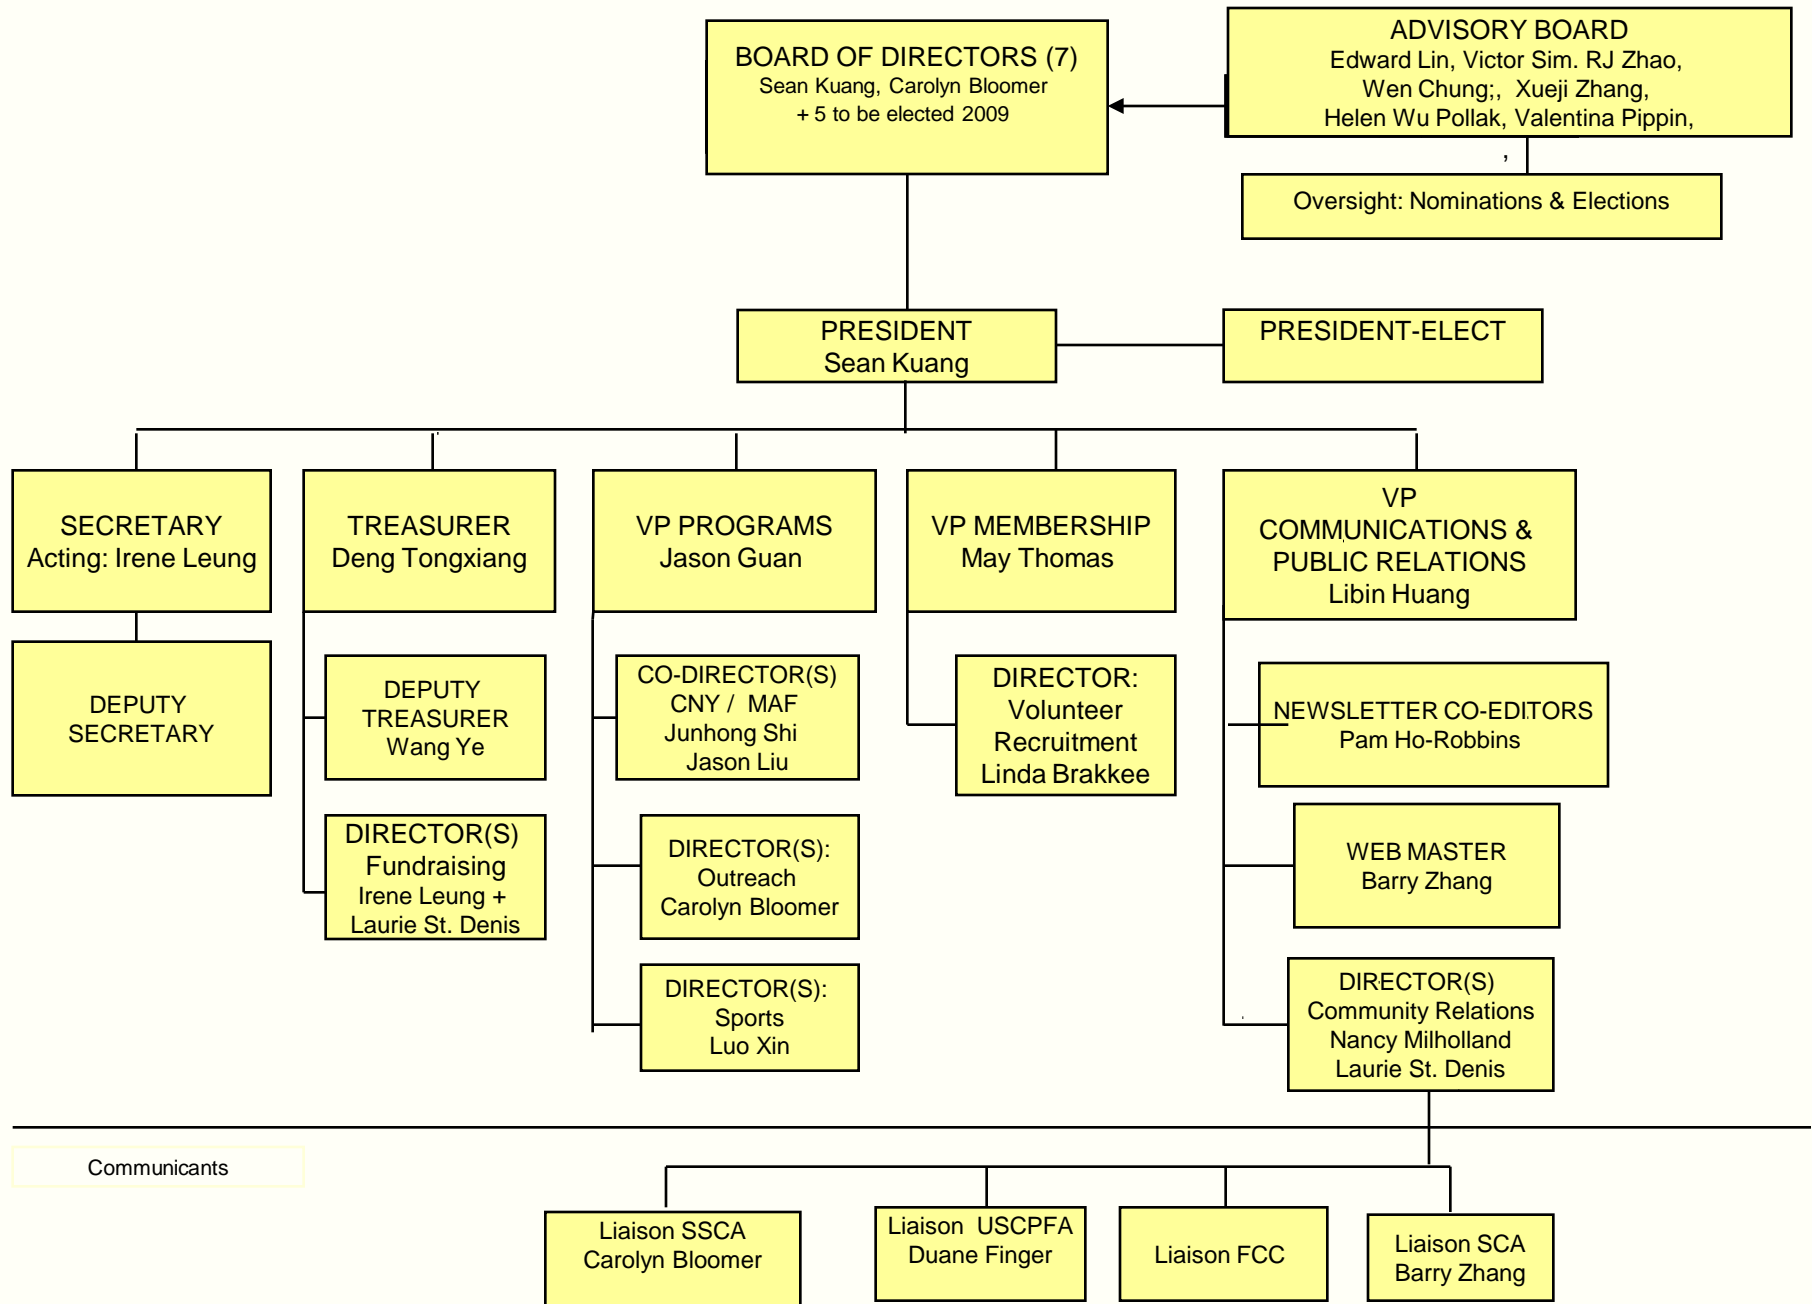 BOARD OF DIRECTORS (7)
Sean Kuang, Carolyn Bloomer
+ 5 to be elected 2009
ADVISORY BOARD
Edward Lin, Victor Sim. RJ Zhao,
Wen Chung;, Xueji Zhang,
Helen Wu Pollak, Valentina Pippin,
,
Oversight: Nominations & Elections
PRESIDENT
Sean Kuang
PRESIDENT-ELECT
SECRETARY
Acting: Irene Leung
TREASURER
Deng Tongxiang
VP PROGRAMS
Jason Guan
VP MEMBERSHIP
May Thomas
VP
COMMUNICATIONS &
PUBLIC RELATIONS
Libin Huang
DEPUTY
SECRETARY
DEPUTY
TREASURER
Wang Ye
CO-DIRECTOR(S)
CNY / MAF
Junhong Shi
Jason Liu
DIRECTOR:
Volunteer
Recruitment
Linda Brakkee
NEWSLETTER CO-EDITORS
Pam Ho-Robbins
DIRECTOR(S)
Fundraising
Irene Leung +
Laurie St. Denis
DIRECTOR(S):
Outreach
Carolyn Bloomer
WEB MASTER
Barry Zhang
DIRECTOR(S):
Sports
Luo Xin
DIRECTOR(S)
Community Relations
Nancy Milholland
Laurie St. Denis
Communicants
Liaison SSCA
Carolyn Bloomer
Liaison USCPFA
Duane Finger
Liaison FCC
Liaison SCA
Barry Zhang